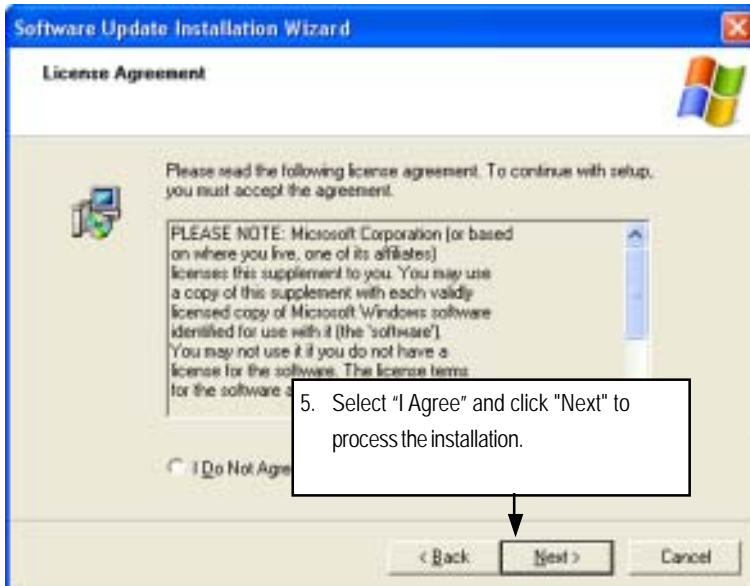 Software Update Installation Wizard
License Agreement
Please read the following license agreement. To continue with setup,
you must accept the agreement.
PLEASE NOTE: Microsoft Corporation (or based
on where you live, one of its affiliates)
licenses this supplement to you. You may use
a copy of this supplement with each validly
licensed copy of Microsoft Windows software
identified for use with it (the 'software').
You may not use it if you do not have a
license for the software. The license terms
for the software
5. Select “I Agree” and click "Next" to
process the installation.
I Do Not Agre
< Back
Next >
Cancel